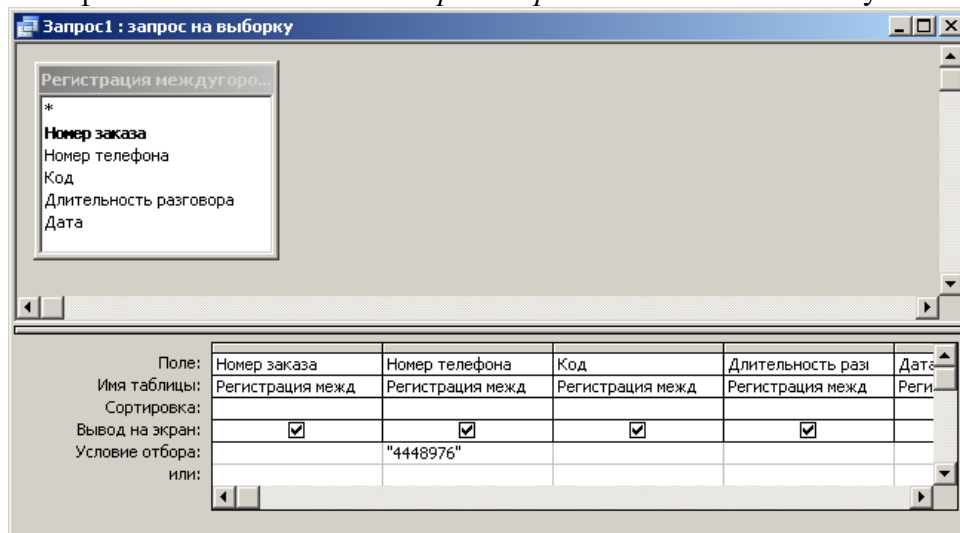 Запрос1 : запрос на выборку
Регистрация междугоро...
*
Номер заказа
Номер телефона
Код
Длительность разговора
Дата
Поле: Номер заказа Номер телефона Код Длительность разг Дата
Имя таблицы: Регистрация межд Регистрация межд Регистрация межд Регистрация межд Реги
Сортировка:
Вывод на экран:
Условие отбора: "4448976"
или: